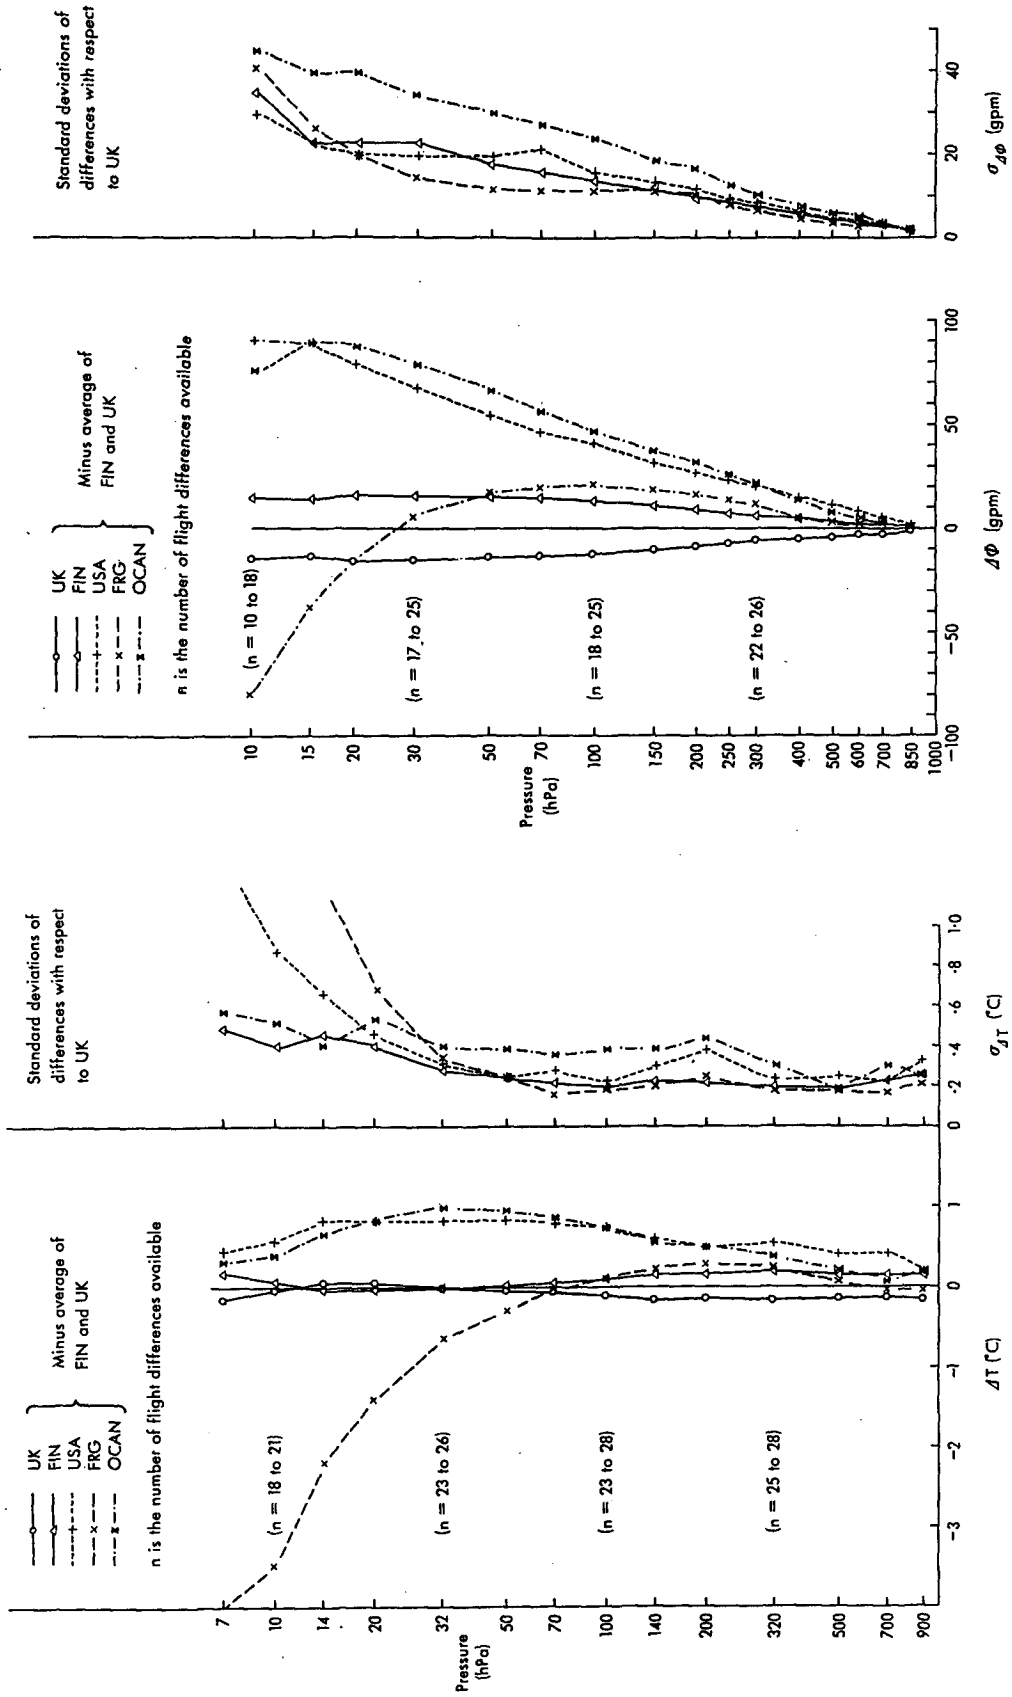 UK
FIN
USA
FRG
OCAN
Minus average of
FIN and UK
n is the number of flight differences available
Standard deviations of
differences with respect
to UK
Pressure
(hPa)
7
10
14
20
32
50
70
100
140
200
320
500
700
900
(n = 18 to 21)
(n = 23 to 26)
(n = 23 to 28)
(n = 25 to 28)
-3
-2
-1
0
1
ΔT (°C)
0
·2
·4
·6
·8
1·0
σΔT (°C)
UK
FIN
USA
FRG
OCAN
Minus average of
FIN and UK
n is the number of flight differences available
Standard deviations of
differences with respect
to UK
Pressure
(hPa)
10
15
20
30
50
70
100
150
200
250
300
400
500
600
700
850
1000
(n = 10 to 18)
(n = 17 to 25)
(n = 18 to 25)
(n = 22 to 26)
-100
-50
0
50
100
ΔΦ (gpm)
0
20
40
σΔΦ (gpm)